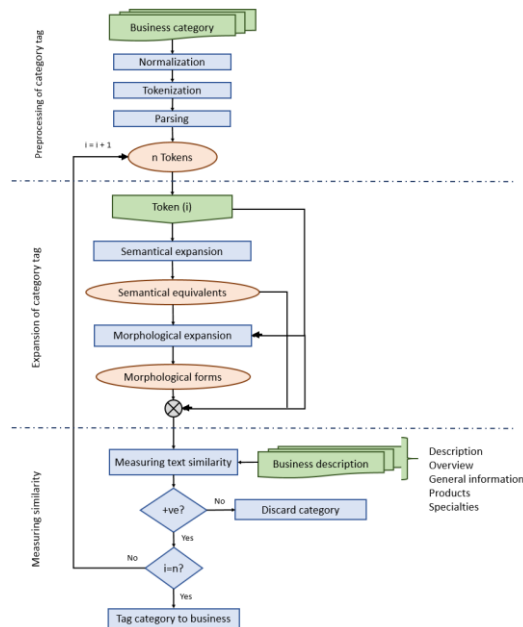 Preprocessing of category tag
Business category
Normalization
Tokenization
Parsing
i = i + 1
n Tokens
Expansion of category tag
Token (i)
Semantical expansion
Semantical equivalents
Morphological expansion
Morphological forms
Measuring similarity
Measuring text similarity
Business description
Description
Overview
General information
Products
Specialties
+ve?
No
Discard category
Yes
No
i=n?
Yes
Tag category to business